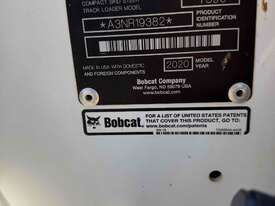 COMPACT SKID STEER
TRACK LOADER MODEL
*A3NR19382*
PRODUCT
IDENTIFICATION
NUMBER
MADE IN USA WITH DOMESTIC
AND FOREIGN COMPONENTS
2020
MODEL
YEAR
Bobcat Company
West Fargo, ND 58078 USA
www.bobcat.com
Bobcat.
FOR A LIST OF UNITED STATES PATENTS
THAT COVER THIS PRODUCT, GO TO:
www.bobcat.com/patents